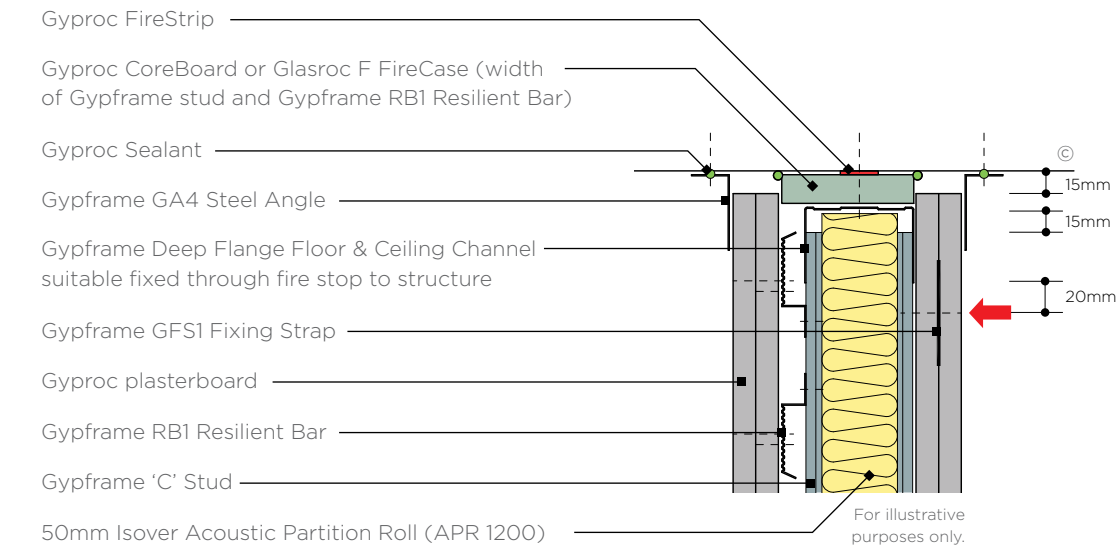 Gyproc FireStrip
Gyproc CoreBoard or Glasroc F FireCase (width
of Gypframe stud and Gypframe RB1 Resilient Bar)
Gyproc Sealant
©
15mm
Gypframe GA4 Steel Angle
15mm
Gypframe Deep Flange Floor & Ceiling Channel
suitable fixed through fire stop to structure
20mm
Gypframe GFS1 Fixing Strap
Gyproc plasterboard
Gypframe RB1 Resilient Bar
Gypframe ‘C’ Stud
50mm Isover Acoustic Partition Roll (APR 1200)
For illustrative
purposes only.